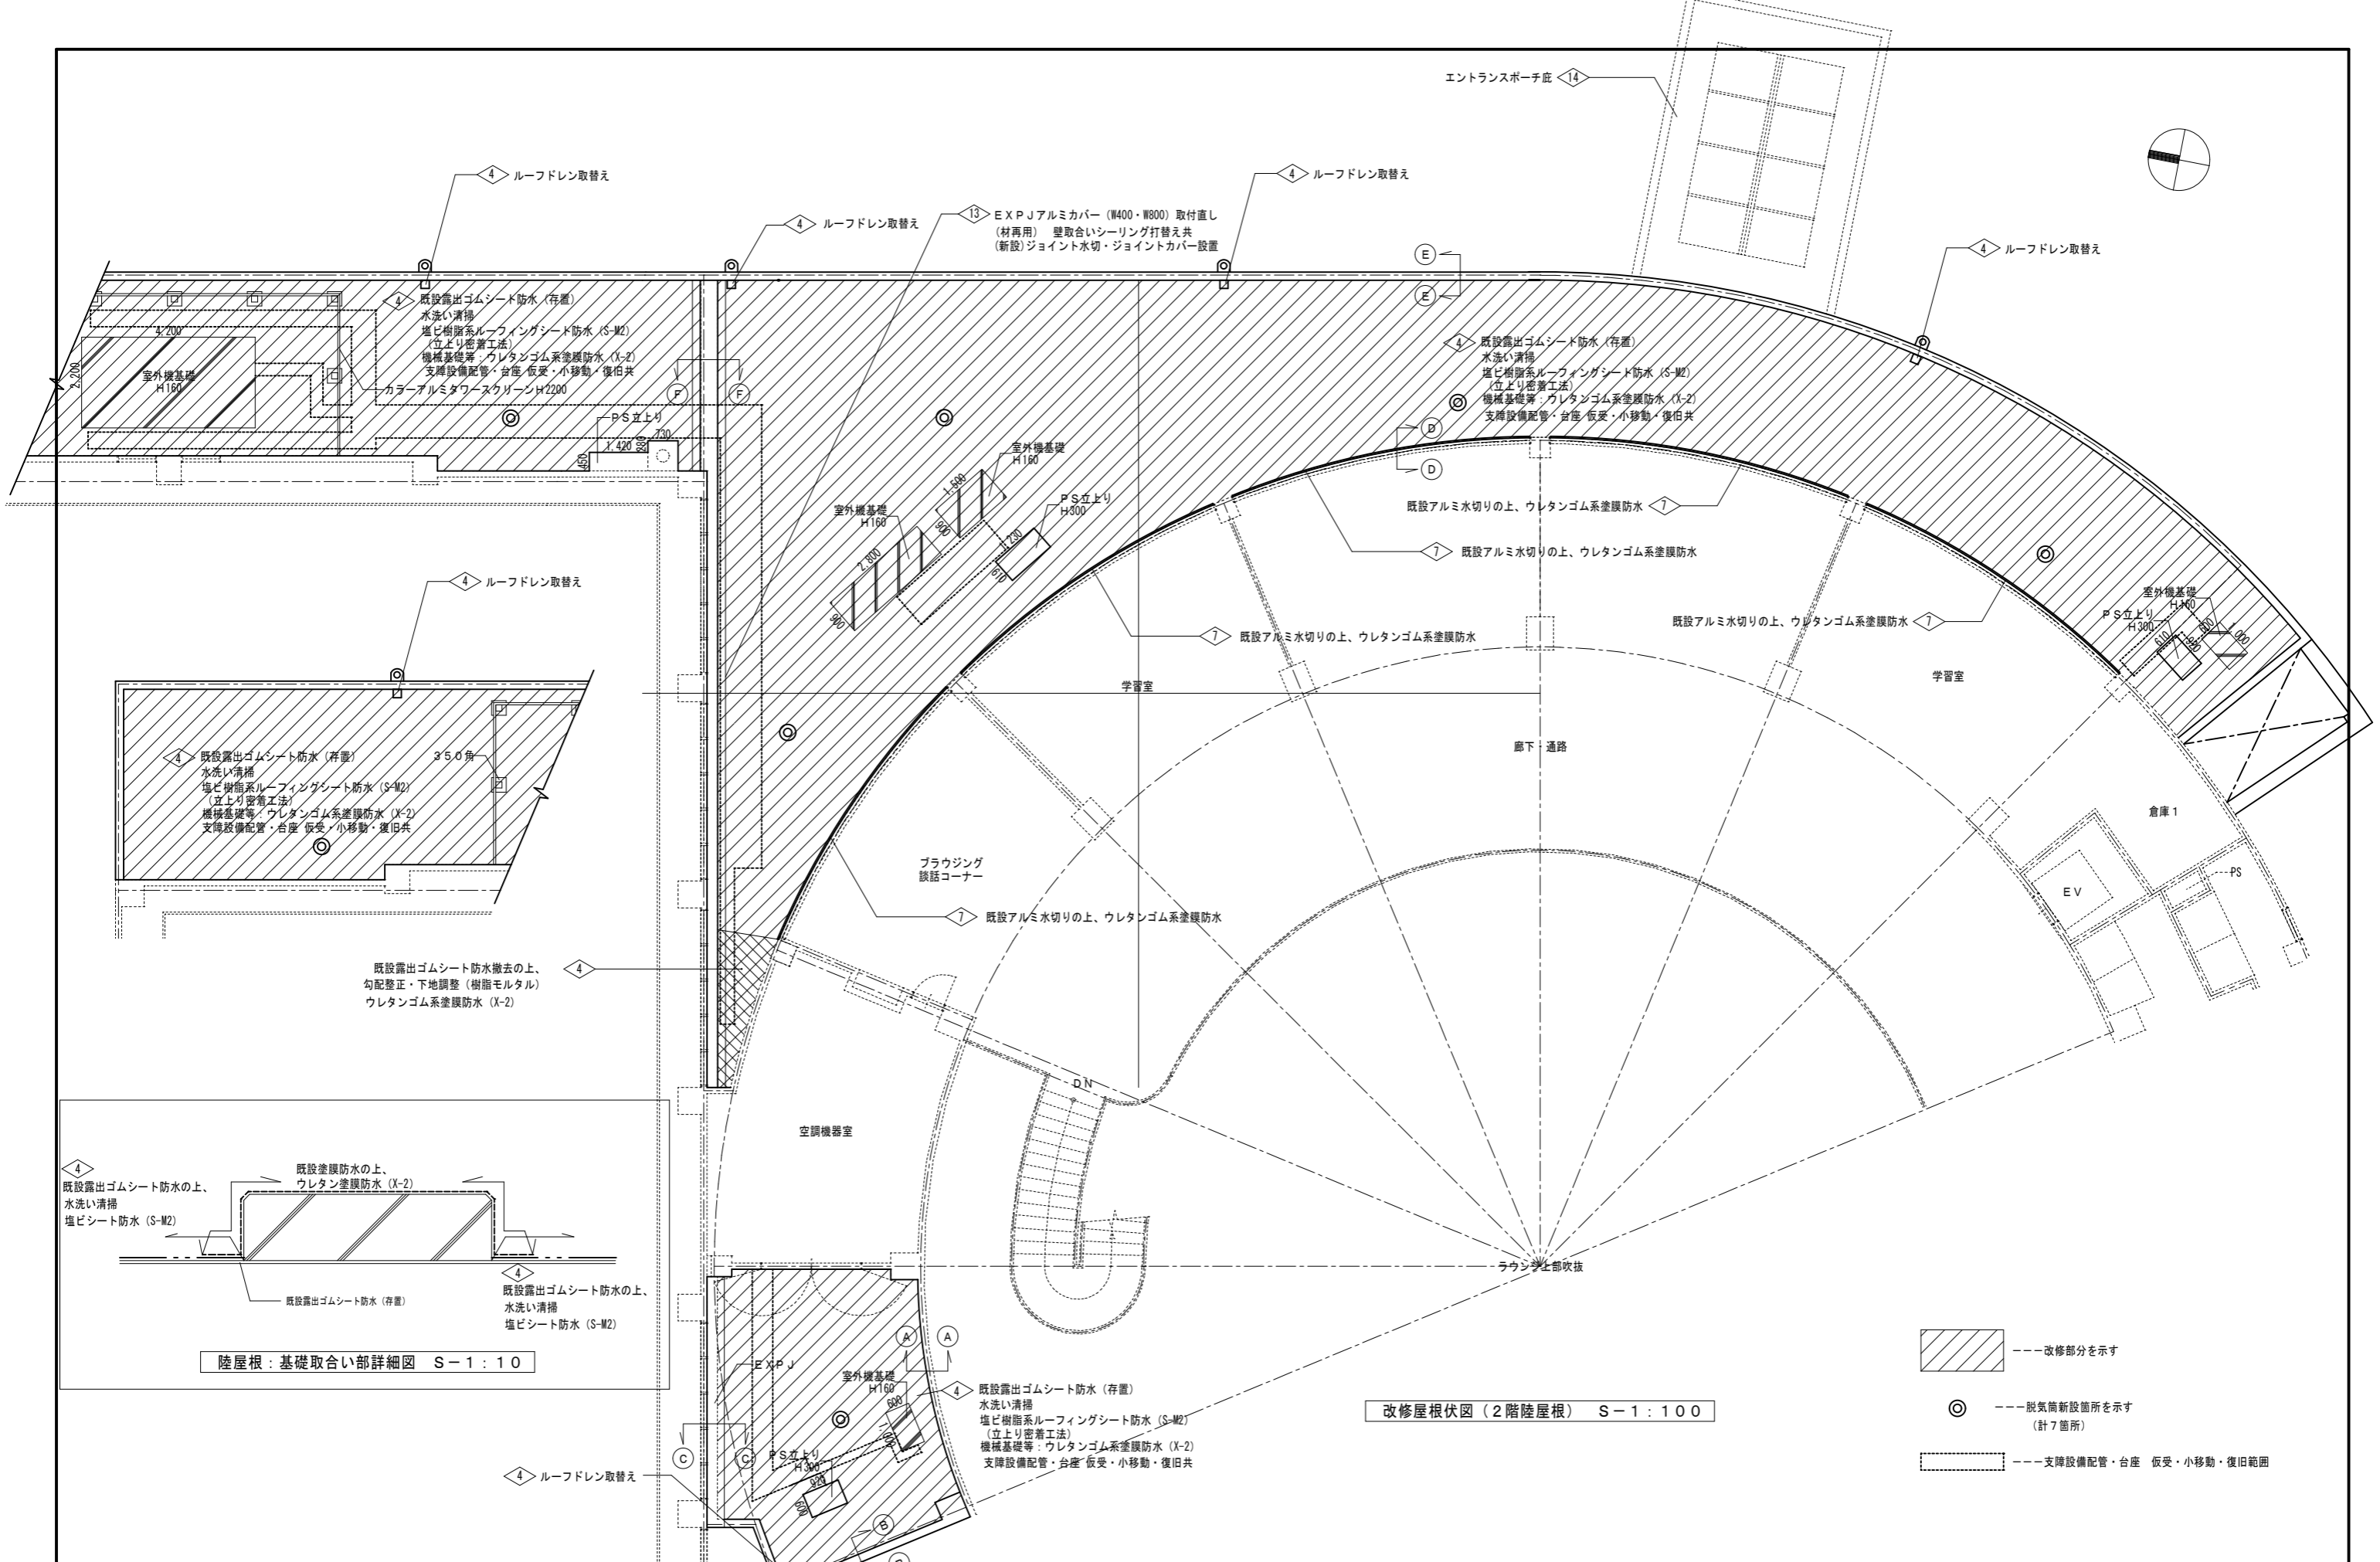 エントランスポーチ庇 14
4 ルーフドレン取替え
4 ルーフドレン取替え
4 ルーフドレン取替え
4 ルーフドレン取替え
13 ＥＸＰＪアルミカバー（W400・W800）取付直し
（材再用）　壁取合いシーリング打替え共
（新設）ジョイント水切・ジョイントカバー設置
E
E
4 既設露出ゴムシート防水（存置）
水洗い清掃
塩ビ樹脂系ルーフィングシート防水（S-M2）
（立上り密着工法）
機械基礎等：ウレタンゴム系塗膜防水（X-2）
支障設備配管・台座 仮受・小移動・復旧共
カラーアルミタワースクリーンH2200
4,200
2,200
室外機基礎
H160
F
F
ＰＳ立上り
1,420
730
450
280
4 既設露出ゴムシート防水（存置）
水洗い清掃
塩ビ樹脂系ルーフィングシート防水（S-M2）
（立上り密着工法）
機械基礎等：ウレタンゴム系塗膜防水（X-2）
支障設備配管・台座 仮受・小移動・復旧共
D
D
室外機基礎
H160
1,500
900
ＰＳ立上り
H300
230
610
室外機基礎
H160
2,800
900
既設アルミ水切りの上、ウレタンゴム系塗膜防水 7
7 既設アルミ水切りの上、ウレタンゴム系塗膜防水
7 既設アルミ水切りの上、ウレタンゴム系塗膜防水
既設アルミ水切りの上、ウレタンゴム系塗膜防水 7
室外機基礎
H160
ＰＳ立上り
H300
610
600
1,000
4 ルーフドレン取替え
学習室
学習室
廊下・通路
4 既設露出ゴムシート防水（存置）
水洗い清掃
塩ビ樹脂系ルーフィングシート防水（S-M2）
（立上り密着工法）
機械基礎等：ウレタンゴム系塗膜防水（X-2）
支障設備配管・台座 仮受・小移動・復旧共
３５０角
倉庫１
ＥＶ
PS
ブラウジング
談話コーナー
7 既設アルミ水切りの上、ウレタンゴム系塗膜防水
既設露出ゴムシート防水撤去の上、 4
勾配整正・下地調整（樹脂モルタル）
ウレタンゴム系塗膜防水（X-2）
ＤＮ
空調機器室
ラウンジ上部吹抜
4
既設露出ゴムシート防水の上、
水洗い清掃
塩ビシート防水（S-M2）
既設塗膜防水の上、
ウレタン塗膜防水（X-2）
既設露出ゴムシート防水（存置）
4
既設露出ゴムシート防水の上、
水洗い清掃
塩ビシート防水（S-M2）
陸屋根：基礎取合い部詳細図　Ｓ－１：１０
ＥＸＰＪ
A
A
室外機基礎
H160
600
4 既設露出ゴムシート防水（存置）
水洗い清掃
塩ビ樹脂系ルーフィングシート防水（S-M2）
（立上り密着工法）
機械基礎等：ウレタンゴム系塗膜防水（X-2）
支障設備配管・台座 仮受・小移動・復旧共
C
C
ＰＳ立上り
H300
920
600
4 ルーフドレン取替え
B
改修屋根伏図（２階陸屋根）　Ｓ－１：１００
－－－改修部分を示す
－－－脱気筒新設箇所を示す
（計７箇所）
－－－支障設備配管・台座　仮受・小移動・復旧範囲